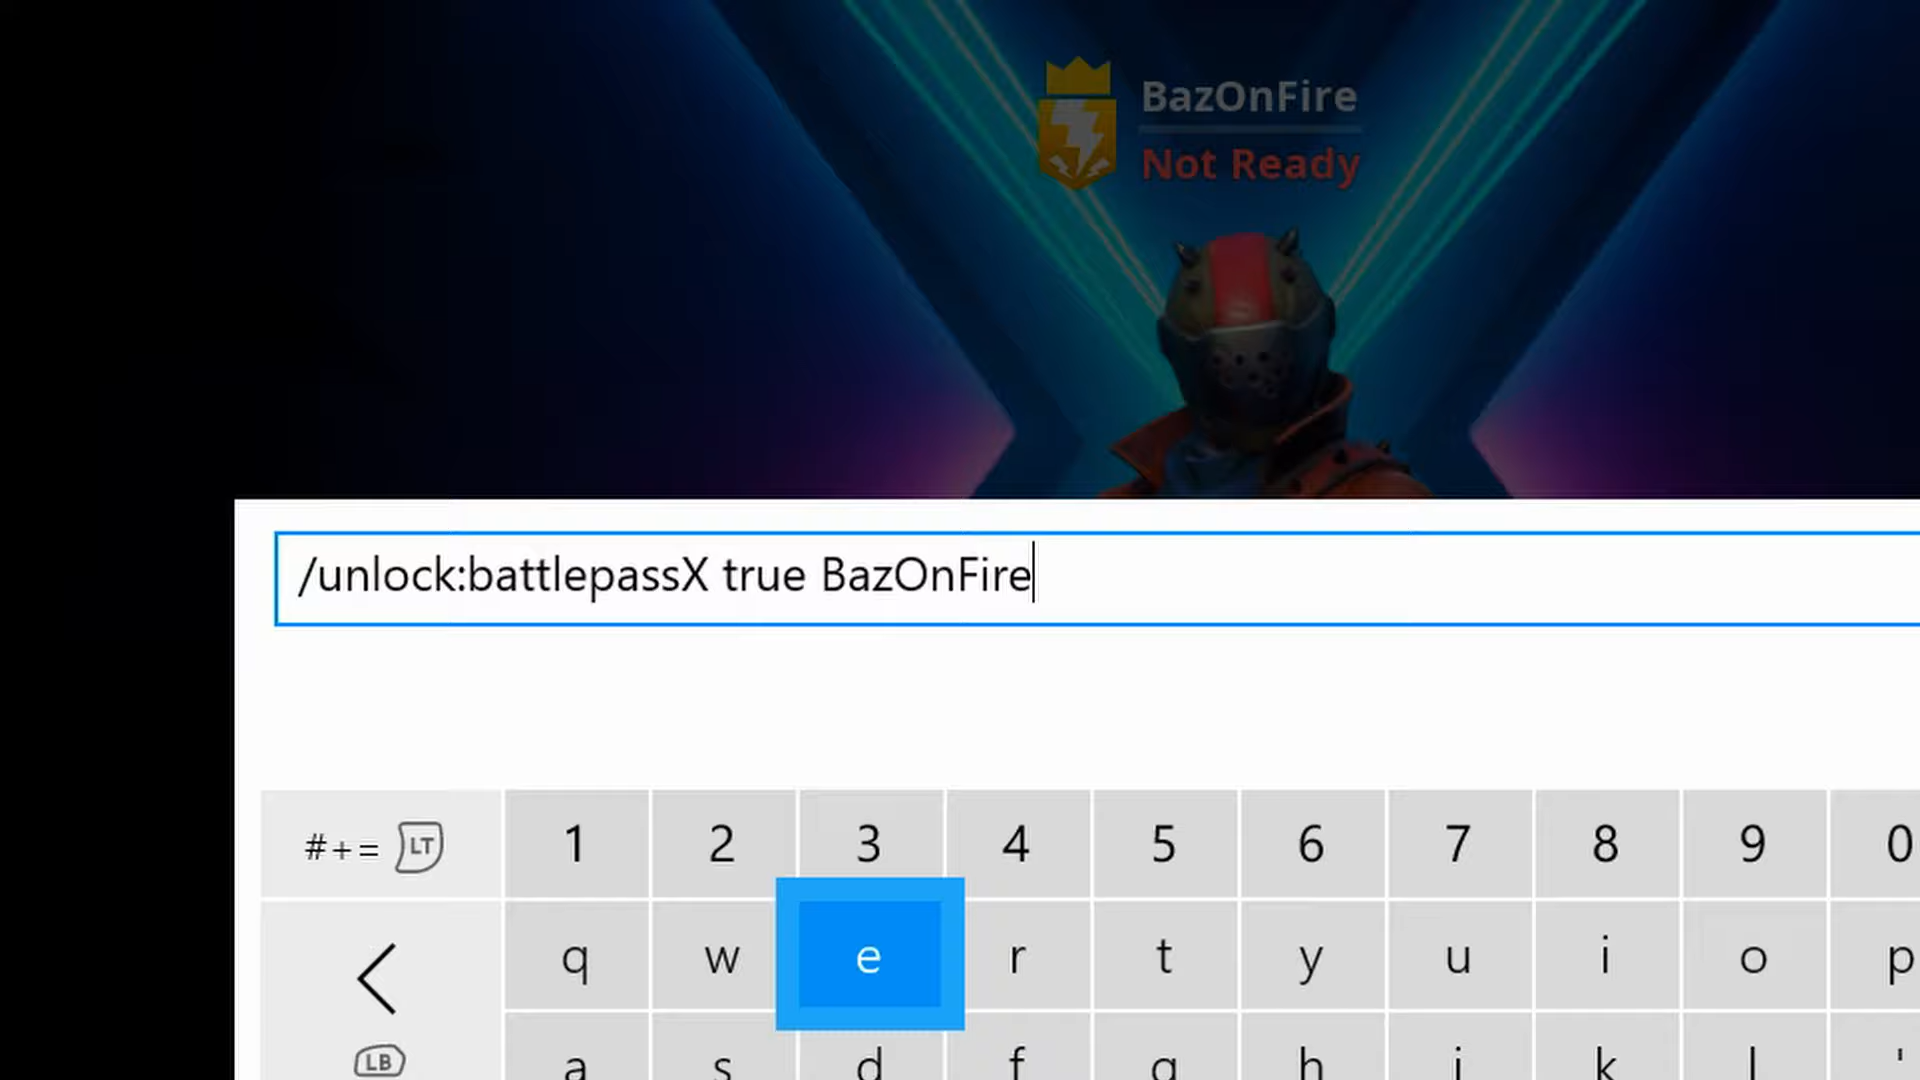 BazOnFire
Not Ready
/unlock:battlepassX true BazOnFire
#+= LT 1 2 3 4 5 6 7 8 9 0
q w e r t y u i o p
LB a s d f g h j k l '